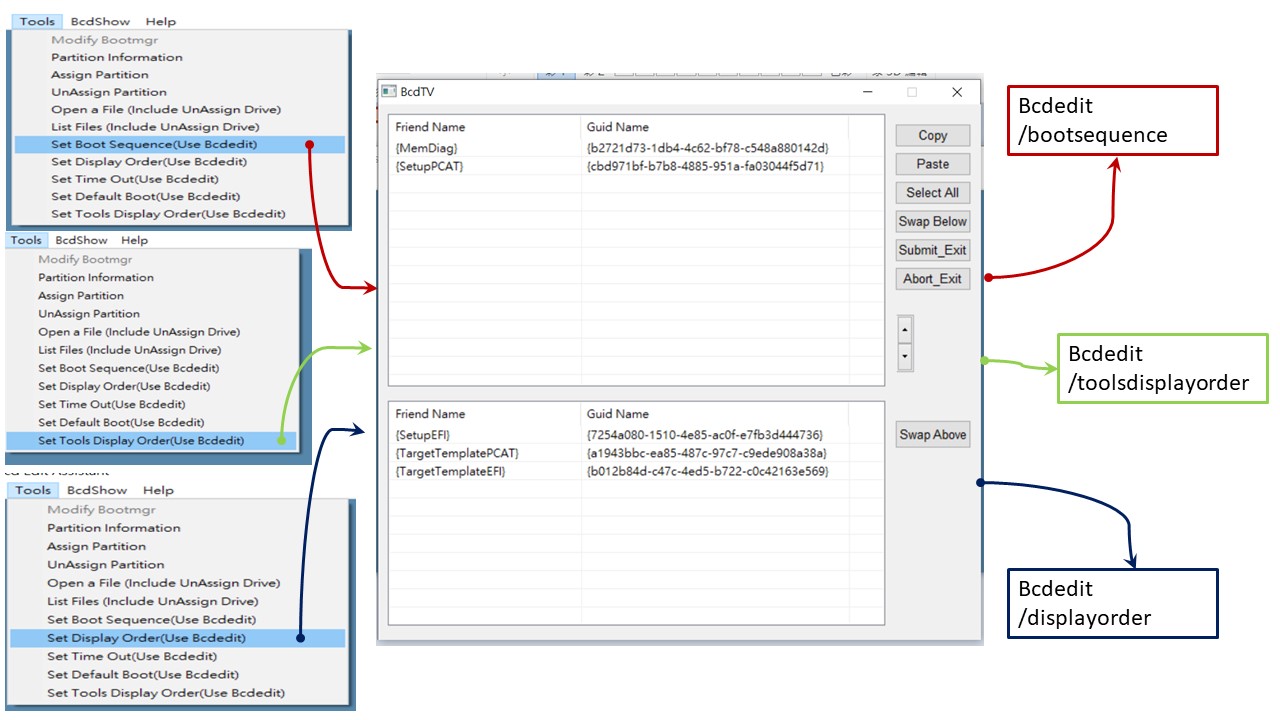 Tools BcdShow Help
Modify Bootmgr
Partition Information
Assign Partition
UnAssign Partition
Open a File (Include UnAssign Drive)
List Files (Include UnAssign Drive)
Set Boot Sequence(Use Bcdedit)
Set Display Order(Use Bcdedit)
Set Time Out(Use Bcdedit)
Set Default Boot(Use Bcdedit)
Set Tools Display Order(Use Bcdedit)
Tools BcdShow Help
Modify Bootmgr
Partition Information
Assign Partition
UnAssign Partition
Open a File (Include UnAssign Drive)
List Files (Include UnAssign Drive)
Set Boot Sequence(Use Bcdedit)
Set Display Order(Use Bcdedit)
Set Time Out(Use Bcdedit)
Set Default Boot(Use Bcdedit)
Set Tools Display Order(Use Bcdedit)
Tools BcdShow Help
Modify Bootmgr
Partition Information
Assign Partition
UnAssign Partition
Open a File (Include UnAssign Drive)
List Files (Include UnAssign Drive)
Set Boot Sequence(Use Bcdedit)
Set Display Order(Use Bcdedit)
Set Time Out(Use Bcdedit)
Set Default Boot(Use Bcdedit)
Set Tools Display Order(Use Bcdedit)
BcdTV
Friend Name Guid Name
{MemDiag} {b2721d73-1db4-4c62-bf78-c548a880142d}
{SetupPCAT} {cbd971bf-b7b8-4885-951a-fa03044f5d71}
Copy
Paste
Select All
Swap Below
Submit_Exit
Abort_Exit
Friend Name Guid Name
{SetupEFI} {7254a080-1510-4e85-ac0f-e7fb3d444736}
{TargetTemplatePCAT} {a1943bbc-ea85-487c-97c7-c9ede908a38a}
{TargetTemplateEFI} {b012b84d-c47c-4ed5-b722-c0c42163e569}
Swap Above
Bcdedit
/bootsequence
Bcdedit
/toolsdisplayorder
Bcdedit
/displayorder